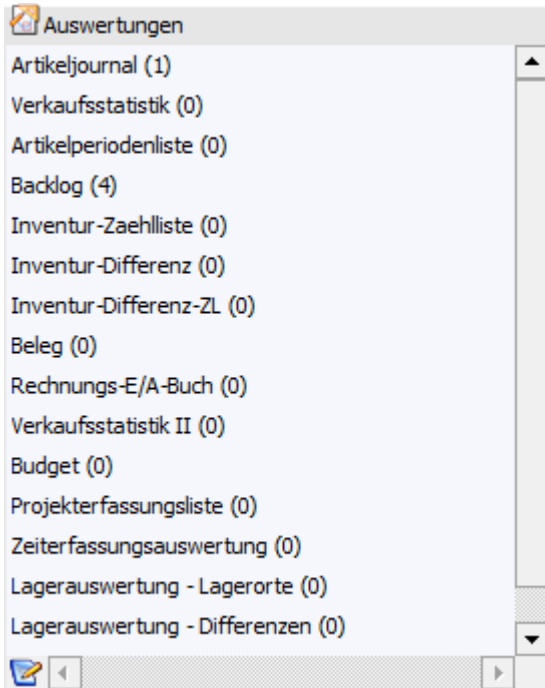 Auswertungen
Artikeljournal (1)
Verkaufsstatistik (0)
Artikelperiodenliste (0)
Backlog (4)
Inventur-Zaehlliste (0)
Inventur-Differenz (0)
Inventur-Differenz-ZL (0)
Beleg (0)
Rechnungs-E/A-Buch (0)
Verkaufsstatistik II (0)
Budget (0)
Projekterfassungsliste (0)
Zeiterfassungsauswertung (0)
Lagerauswertung - Lagerorte (0)
Lagerauswertung - Differenzen (0)